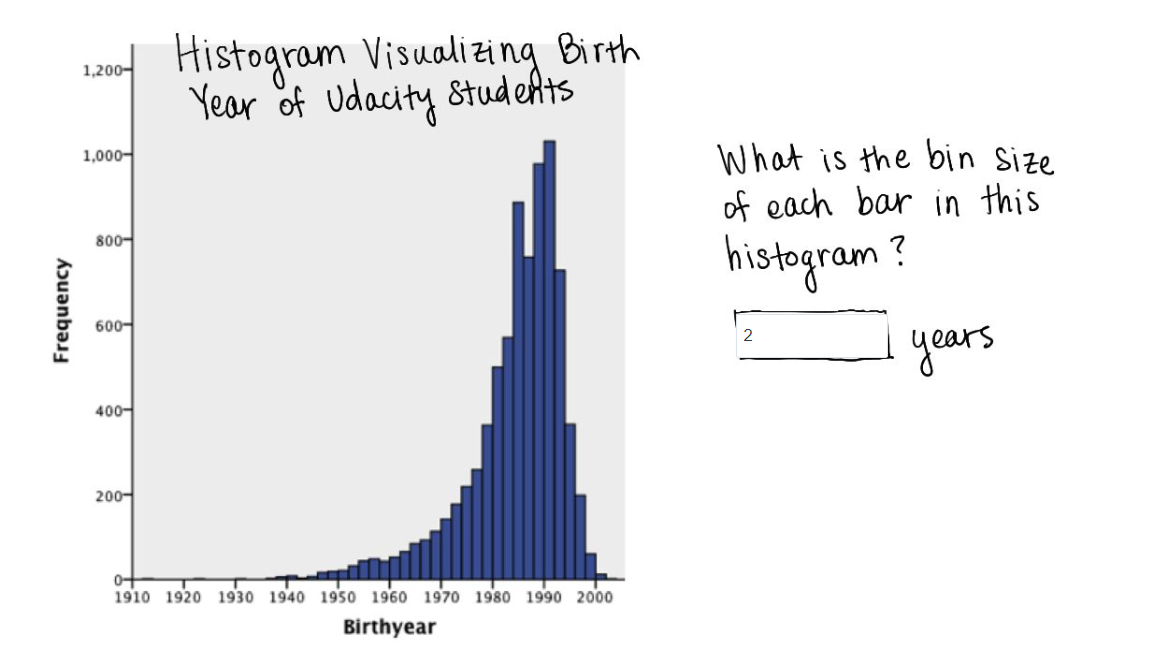 Histogram Visualizing Birth
Year of Udacity Students
1,200
1,000
800
600
400
200
0
Frequency
1910 1920 1930 1940 1950 1960 1970 1980 1990 2000
Birthyear
What is the bin size
of each bar in this
histogram?
2 years